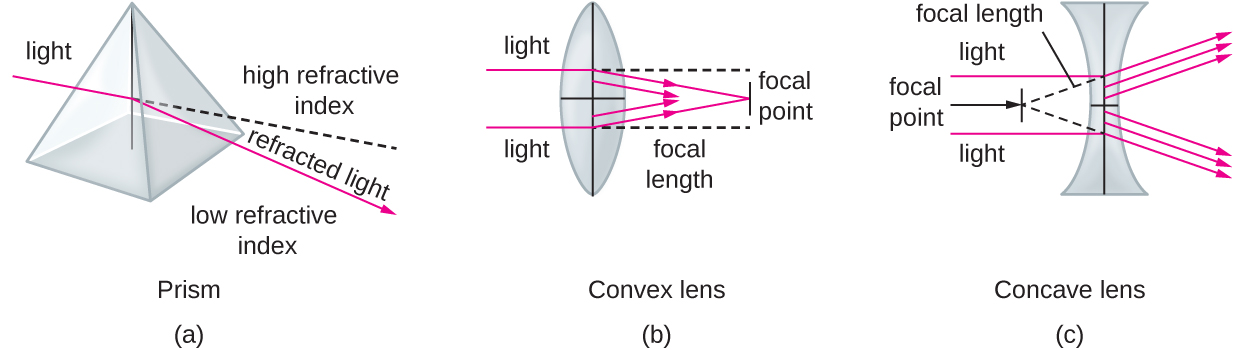 light
high refractive
index
refracted light
low refractive
index
Prism
(a)
light
focal
point
light
focal
length
Convex lens
(b)
focal length
light
focal
point
light
Concave lens
(c)